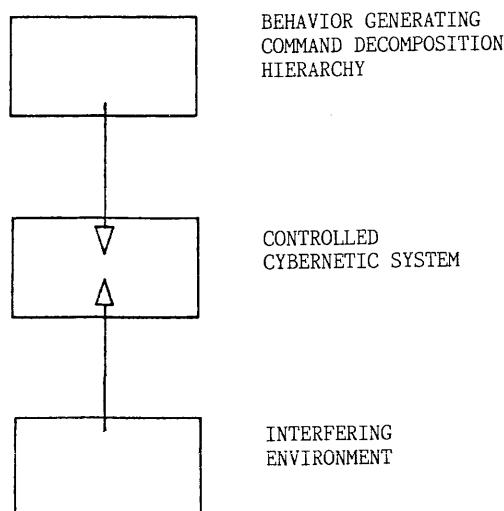 BEHAVIOR GENERATING
COMMAND DECOMPOSITION
HIERARCHY
CONTROLLED
CYBERNETIC SYSTEM
INTERFERING
ENVIRONMENT